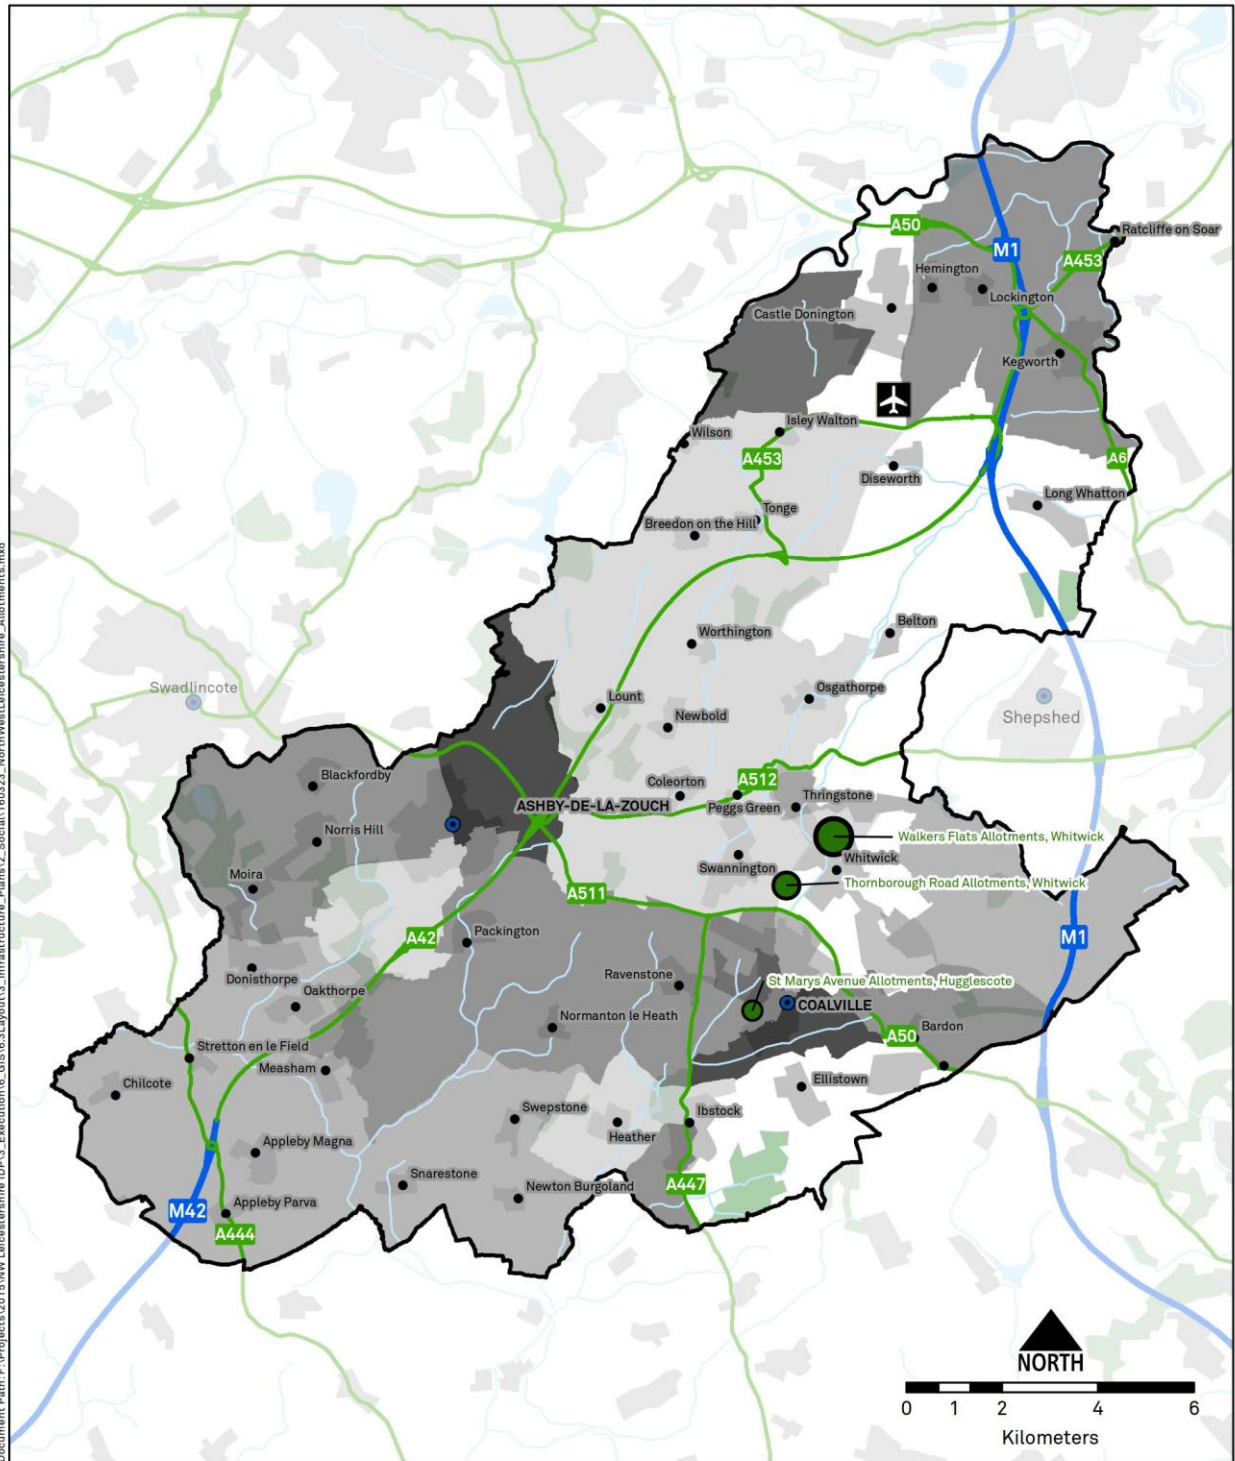 A50
M1
Ratcliffe on Soar
A453
Hemington
Lockington
Castle Donington
Kegworth
Isley Walton
Wilson
A453
A6
Diseworth
Long Whatton
Tonge
Breedon on the Hill
Belton
Worthington
Swadlincote
Osgathorpe
Lount
Shepshed
Newbold
Blackfordby
Coleorton
A512
ASHBY-DE-LA-ZOUCH
Peggs Green
Thringstone
Norris Hill
Walkers Flats Allotments, Whitwick
Swannington
Whitwick
Moira
Thornborough Road Allotments, Whitwick
A511
Packington
A42
M1
Donisthorpe
Ravenstone
St Marys Avenue Allotments, Hugglescote
Oakthorpe
COALVILLE
Normanton le Heath
Bardon
A50
Stretton en le Field
Measham
Chilcote
Ellistown
Swepstone
Ibstock
Heather
Appleby Magna
Snarestone
Newton Burgoland
A447
Appleby Parva
M42
A444
NORTH
0 1 2 4 6
Kilometers